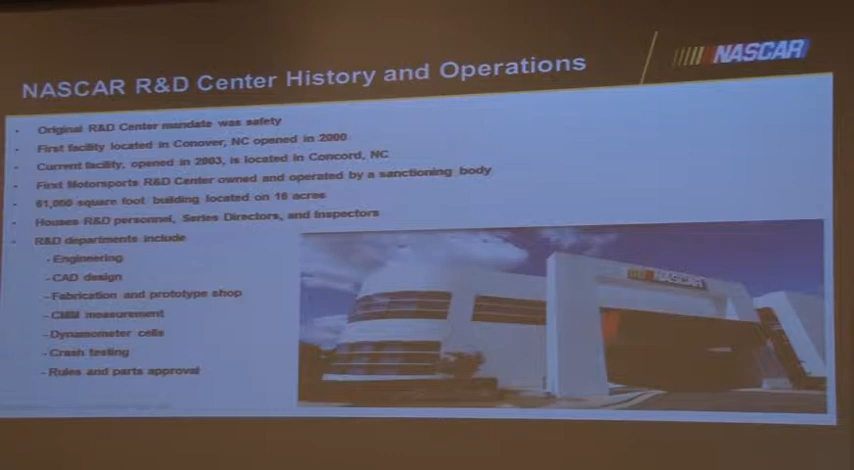 NASCAR R&D Center History and Operations
NASCAR
• Original R&D Center mandate was safety
• First facility located in Conover, NC opened in 2000
• Current facility, opened in 2003, is located in Concord, NC
• First Motorsports R&D Center owned and operated by a sanctioning body
• 61,000 square foot building located on 16 acres
• Houses R&D personnel, Series Directors, and Inspectors
• R&D departments include
- Engineering
- CAD design
- Fabrication and prototype shop
- CMM measurement
- Dynamometer cells
- Crash testing
- Rules and parts approval
NASCAR